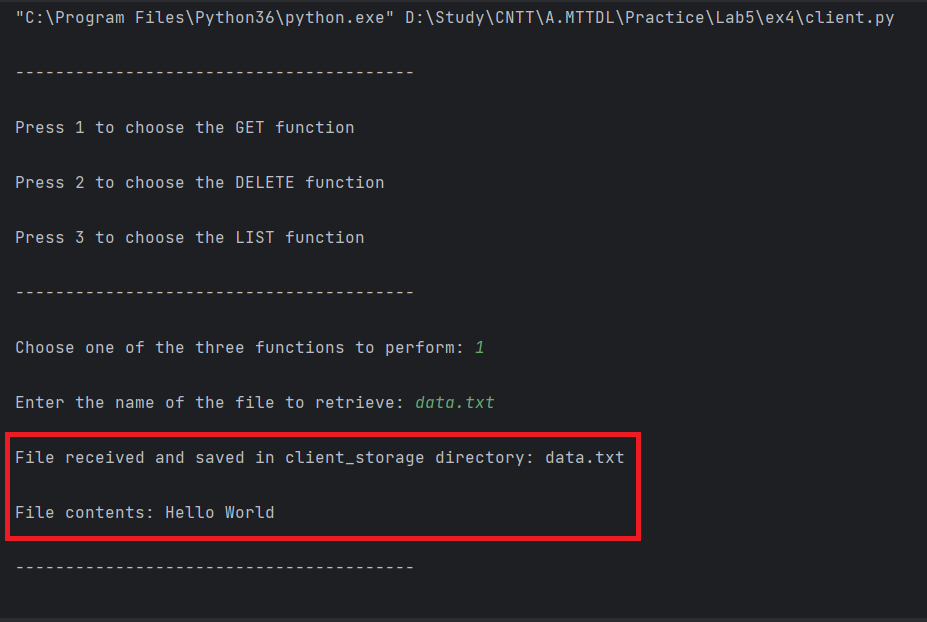 "C:\Program Files\Python36\python.exe" D:\Study\CNTT\A.MTTDL\Practice\Lab5\ex4\client.py
----------------------------------------
Press 1 to choose the GET function
Press 2 to choose the DELETE function
Press 3 to choose the LIST function
----------------------------------------
Choose one of the three functions to perform: 1
Enter the name of the file to retrieve: data.txt
File received and saved in client_storage directory: data.txt
File contents: Hello World
----------------------------------------